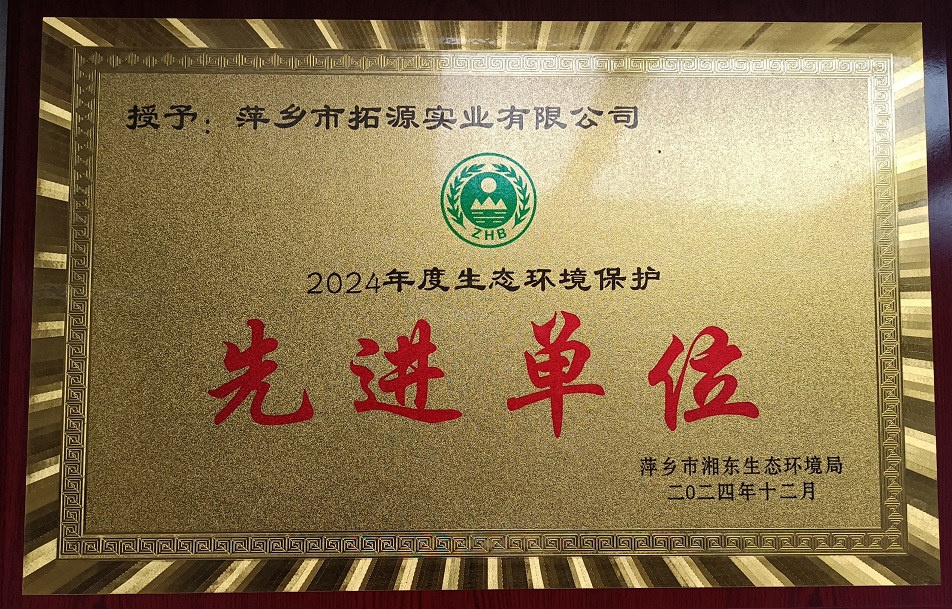 授予：萍乡市拓源实业有限公司
ZHB
2024年度生态环境保护
先进单位
萍乡市湘东生态环境局
二0二四年十二月